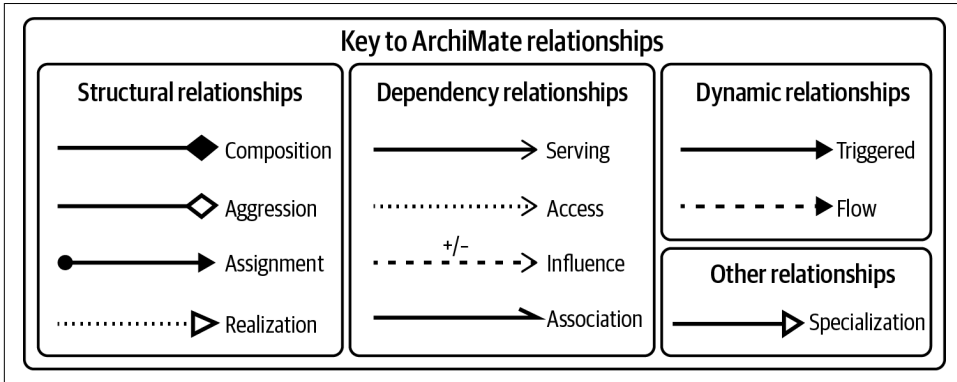 Key to ArchiMate relationships
Structural relationships
Composition
Aggression
Assignment
Realization
Dependency relationships
Serving
Access
+/–
Influence
Association
Dynamic relationships
Triggered
Flow
Other relationships
Specialization